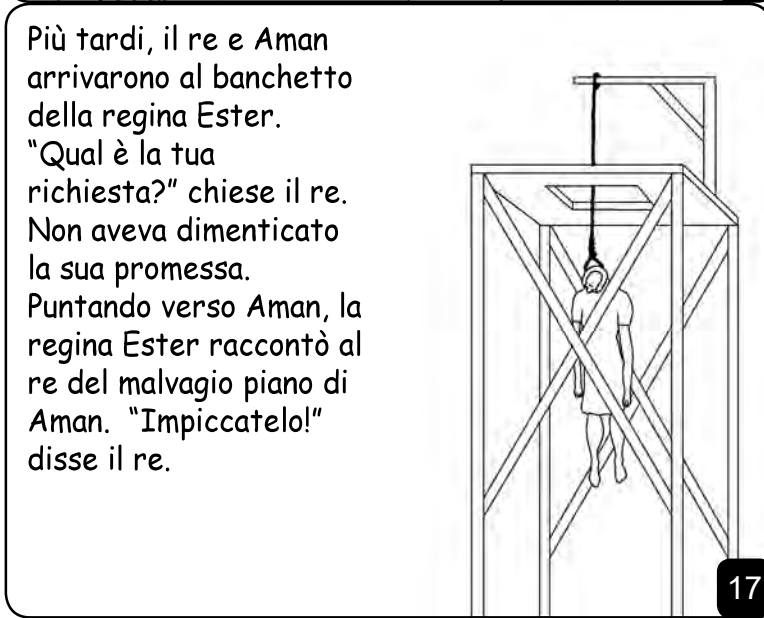 Più tardi, il re e Aman
arrivarono al banchetto
della regina Ester.
“Qual è la tua
richiesta?” chiese il re.
Non aveva dimenticato
la sua promessa.
Puntando verso Aman, la
regina Ester raccontò al
re del malvagio piano di
Aman.  “Impiccatelo!”
disse il re.
17